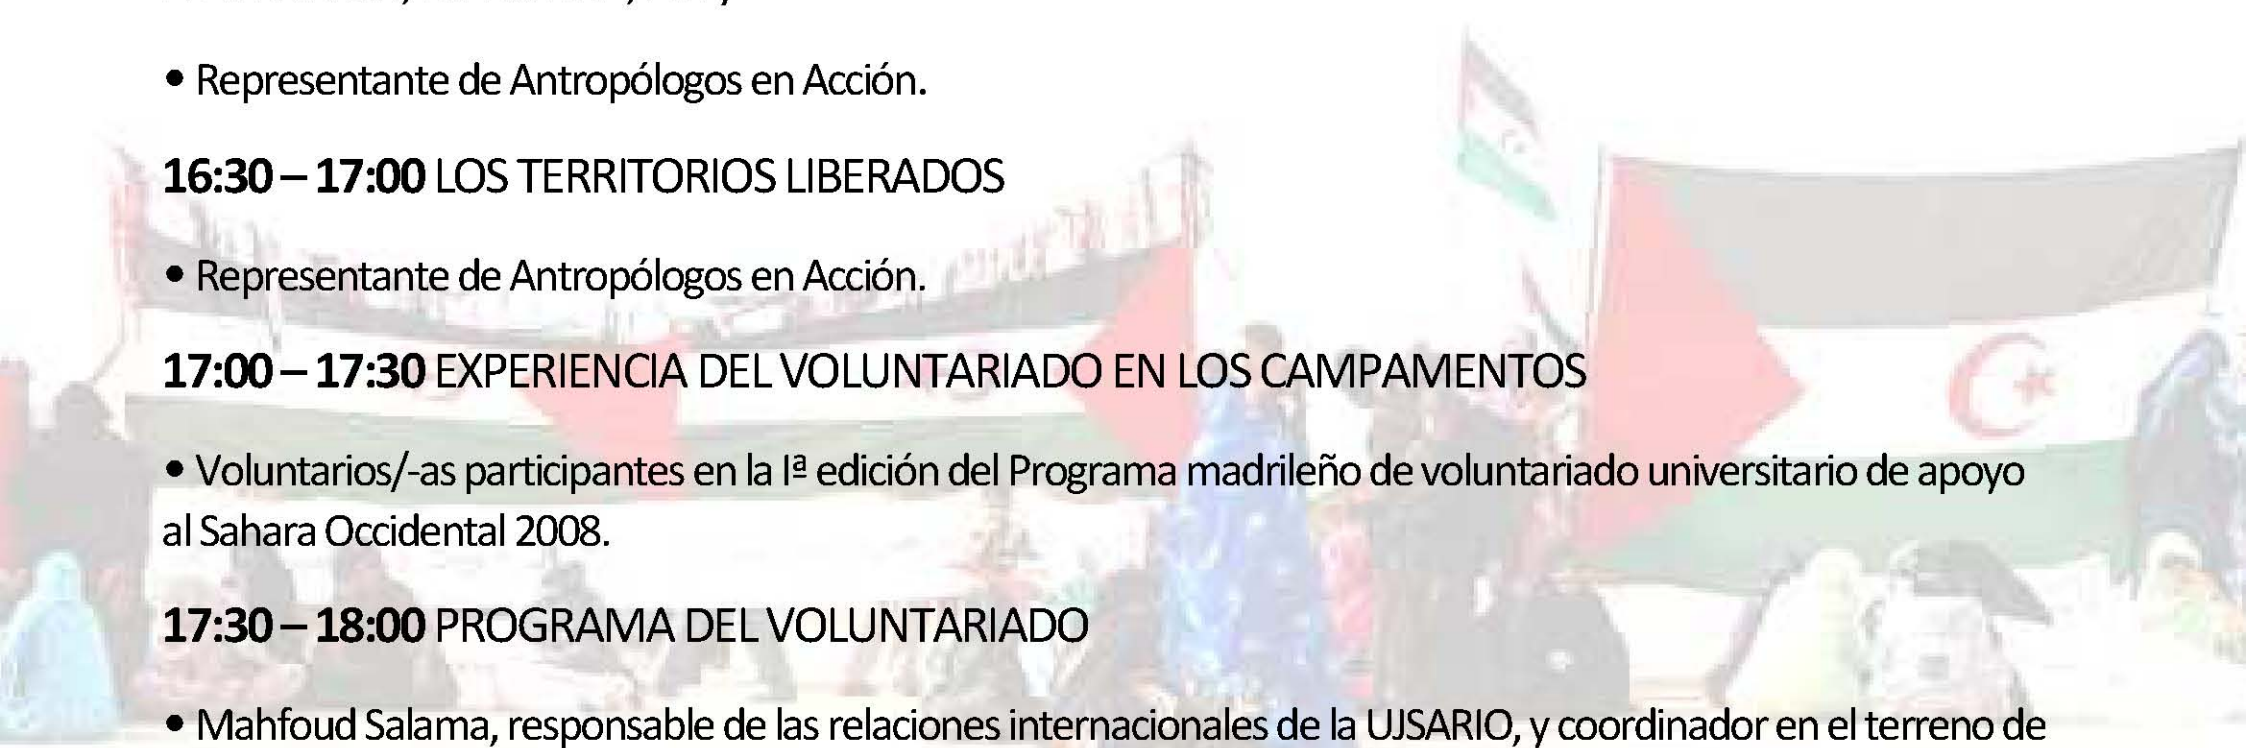 • Representante de Antropólogos en Acción.
16:30 – 17:00 LOS TERRITORIOS LIBERADOS
• Representante de Antropólogos en Acción.
17:00 – 17:30 EXPERIENCIA DEL VOLUNTARIADO EN LOS CAMPAMENTOS
• Voluntarios/-as participantes en la Iª edición del Programa madrileño de voluntariado universitario de apoyo
al Sahara Occidental 2008.
17:30 – 18:00 PROGRAMA DEL VOLUNTARIADO
• Mahfoud Salama, responsable de las relaciones internacionales de la UJSARIO, y coordinador en el terreno de